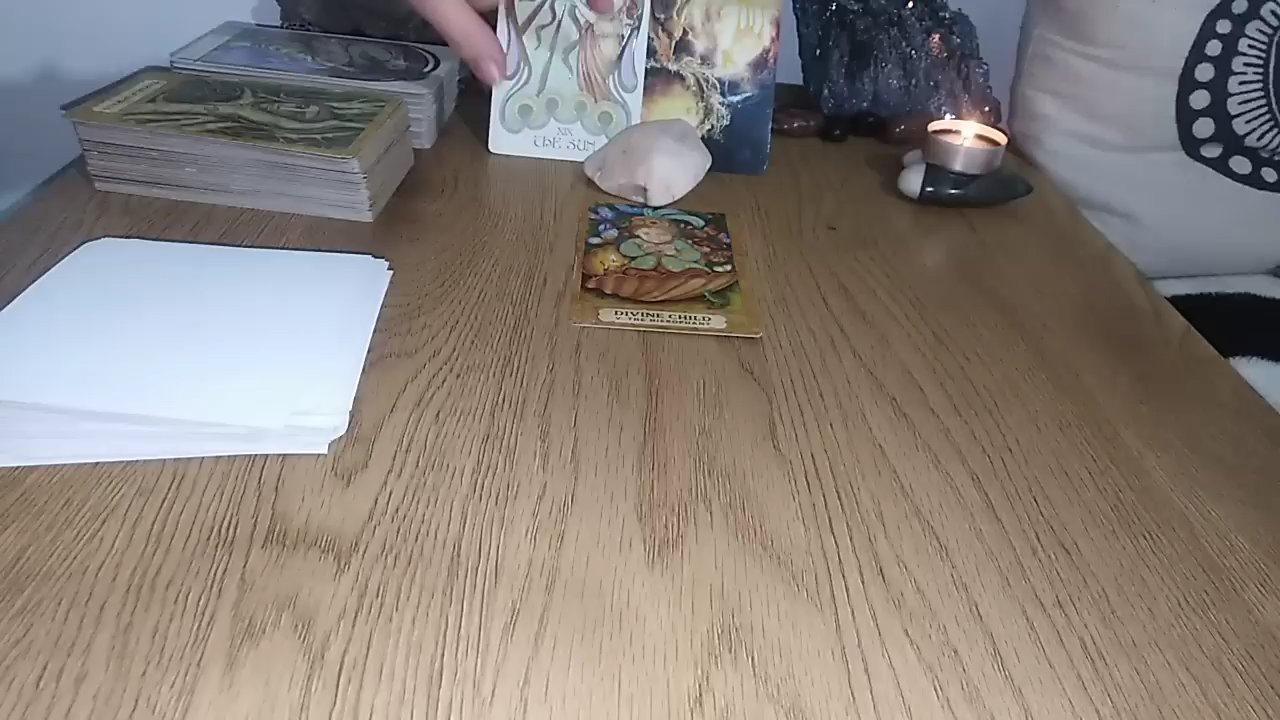 XIX
THE SUN
DIVINE CHILD
V. THE HIEROPHANT